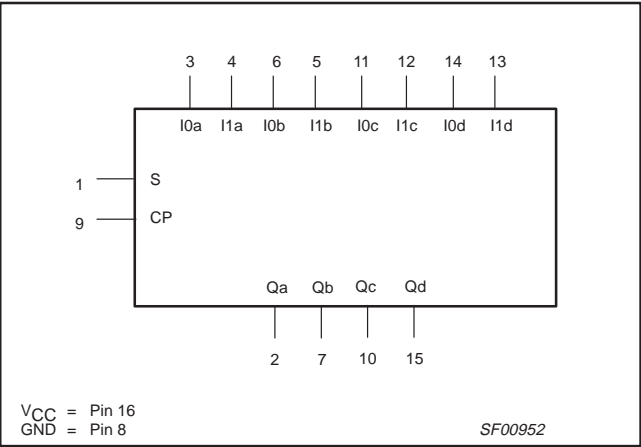 3 4 6 5 11 12 14 13
I0a I1a I0b I1b I0c I1c I0d I1d
1 S
9 CP
Qa Qb Qc Qd
2 7 10 15
VCC = Pin 16
GND = Pin 8
SF00952